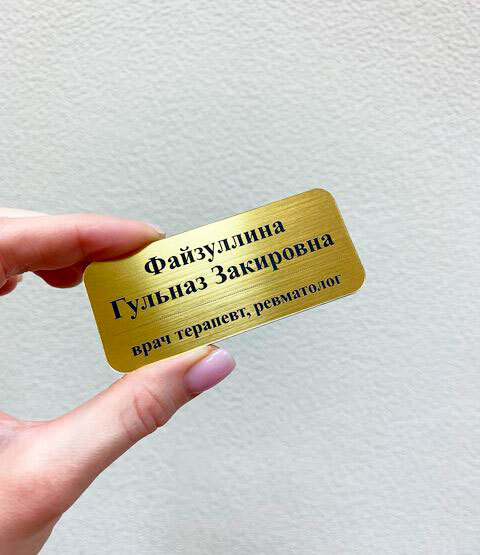 Файзуллина
Гульназ Закировна
врач терапевт, ревматолог